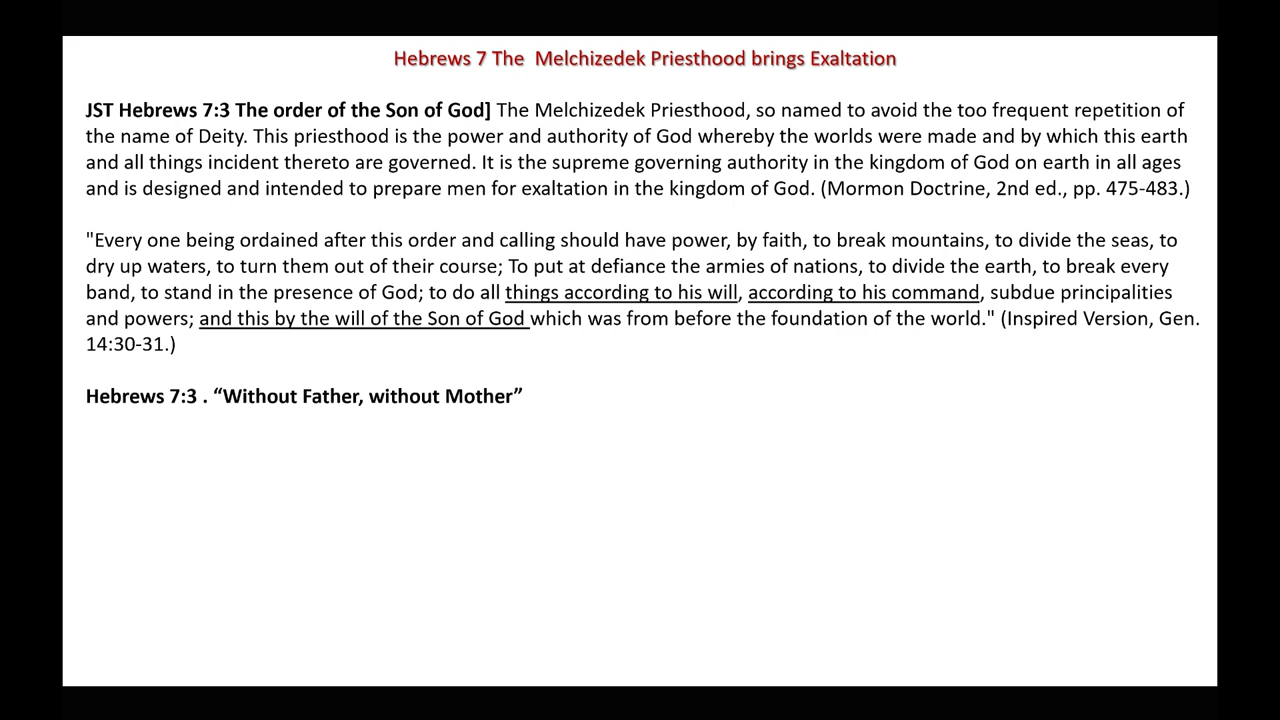 Hebrews 7 The  Melchizedek Priesthood brings Exaltation
JST Hebrews 7:3 The order of the Son of God] The Melchizedek Priesthood, so named to avoid the too frequent repetition of
the name of Deity. This priesthood is the power and authority of God whereby the worlds were made and by which this earth
and all things incident thereto are governed. It is the supreme governing authority in the kingdom of God on earth in all ages
and is designed and intended to prepare men for exaltation in the kingdom of God. (Mormon Doctrine, 2nd ed., pp. 475-483.)
"Every one being ordained after this order and calling should have power, by faith, to break mountains, to divide the seas, to
dry up waters, to turn them out of their course; To put at defiance the armies of nations, to divide the earth, to break every
band, to stand in the presence of God; to do all things according to his will, according to his command, subdue principalities
and powers; and this by the will of the Son of God which was from before the foundation of the world." (Inspired Version, Gen.
14:30-31.)
Hebrews 7:3 . “Without Father, without Mother”